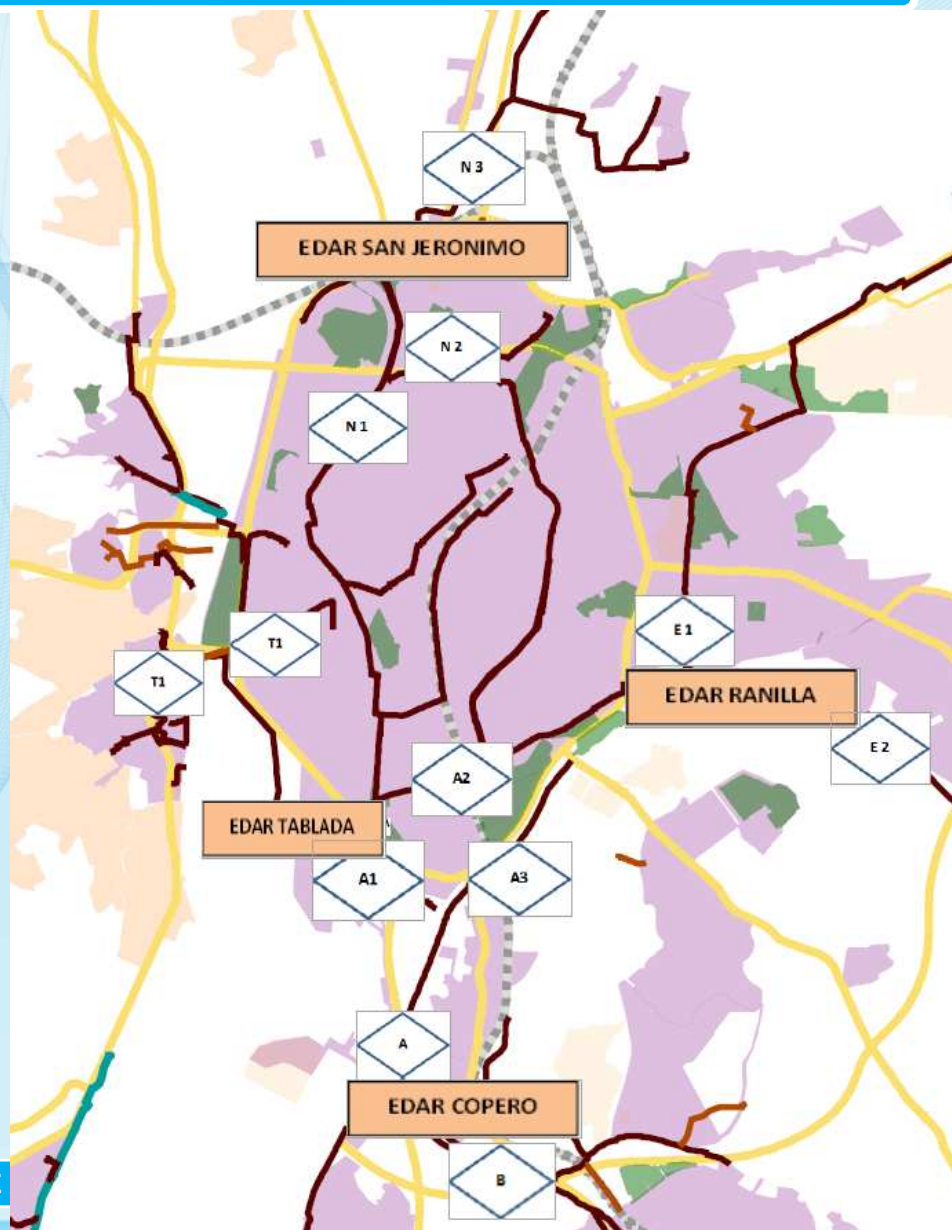 N 3
EDAR SAN JERONIMO
N 2
N 1
E 1
T1
T1
EDAR RANILLA
E 2
A2
EDAR TABLADA
A1
A3
A
EDAR COPERO
B